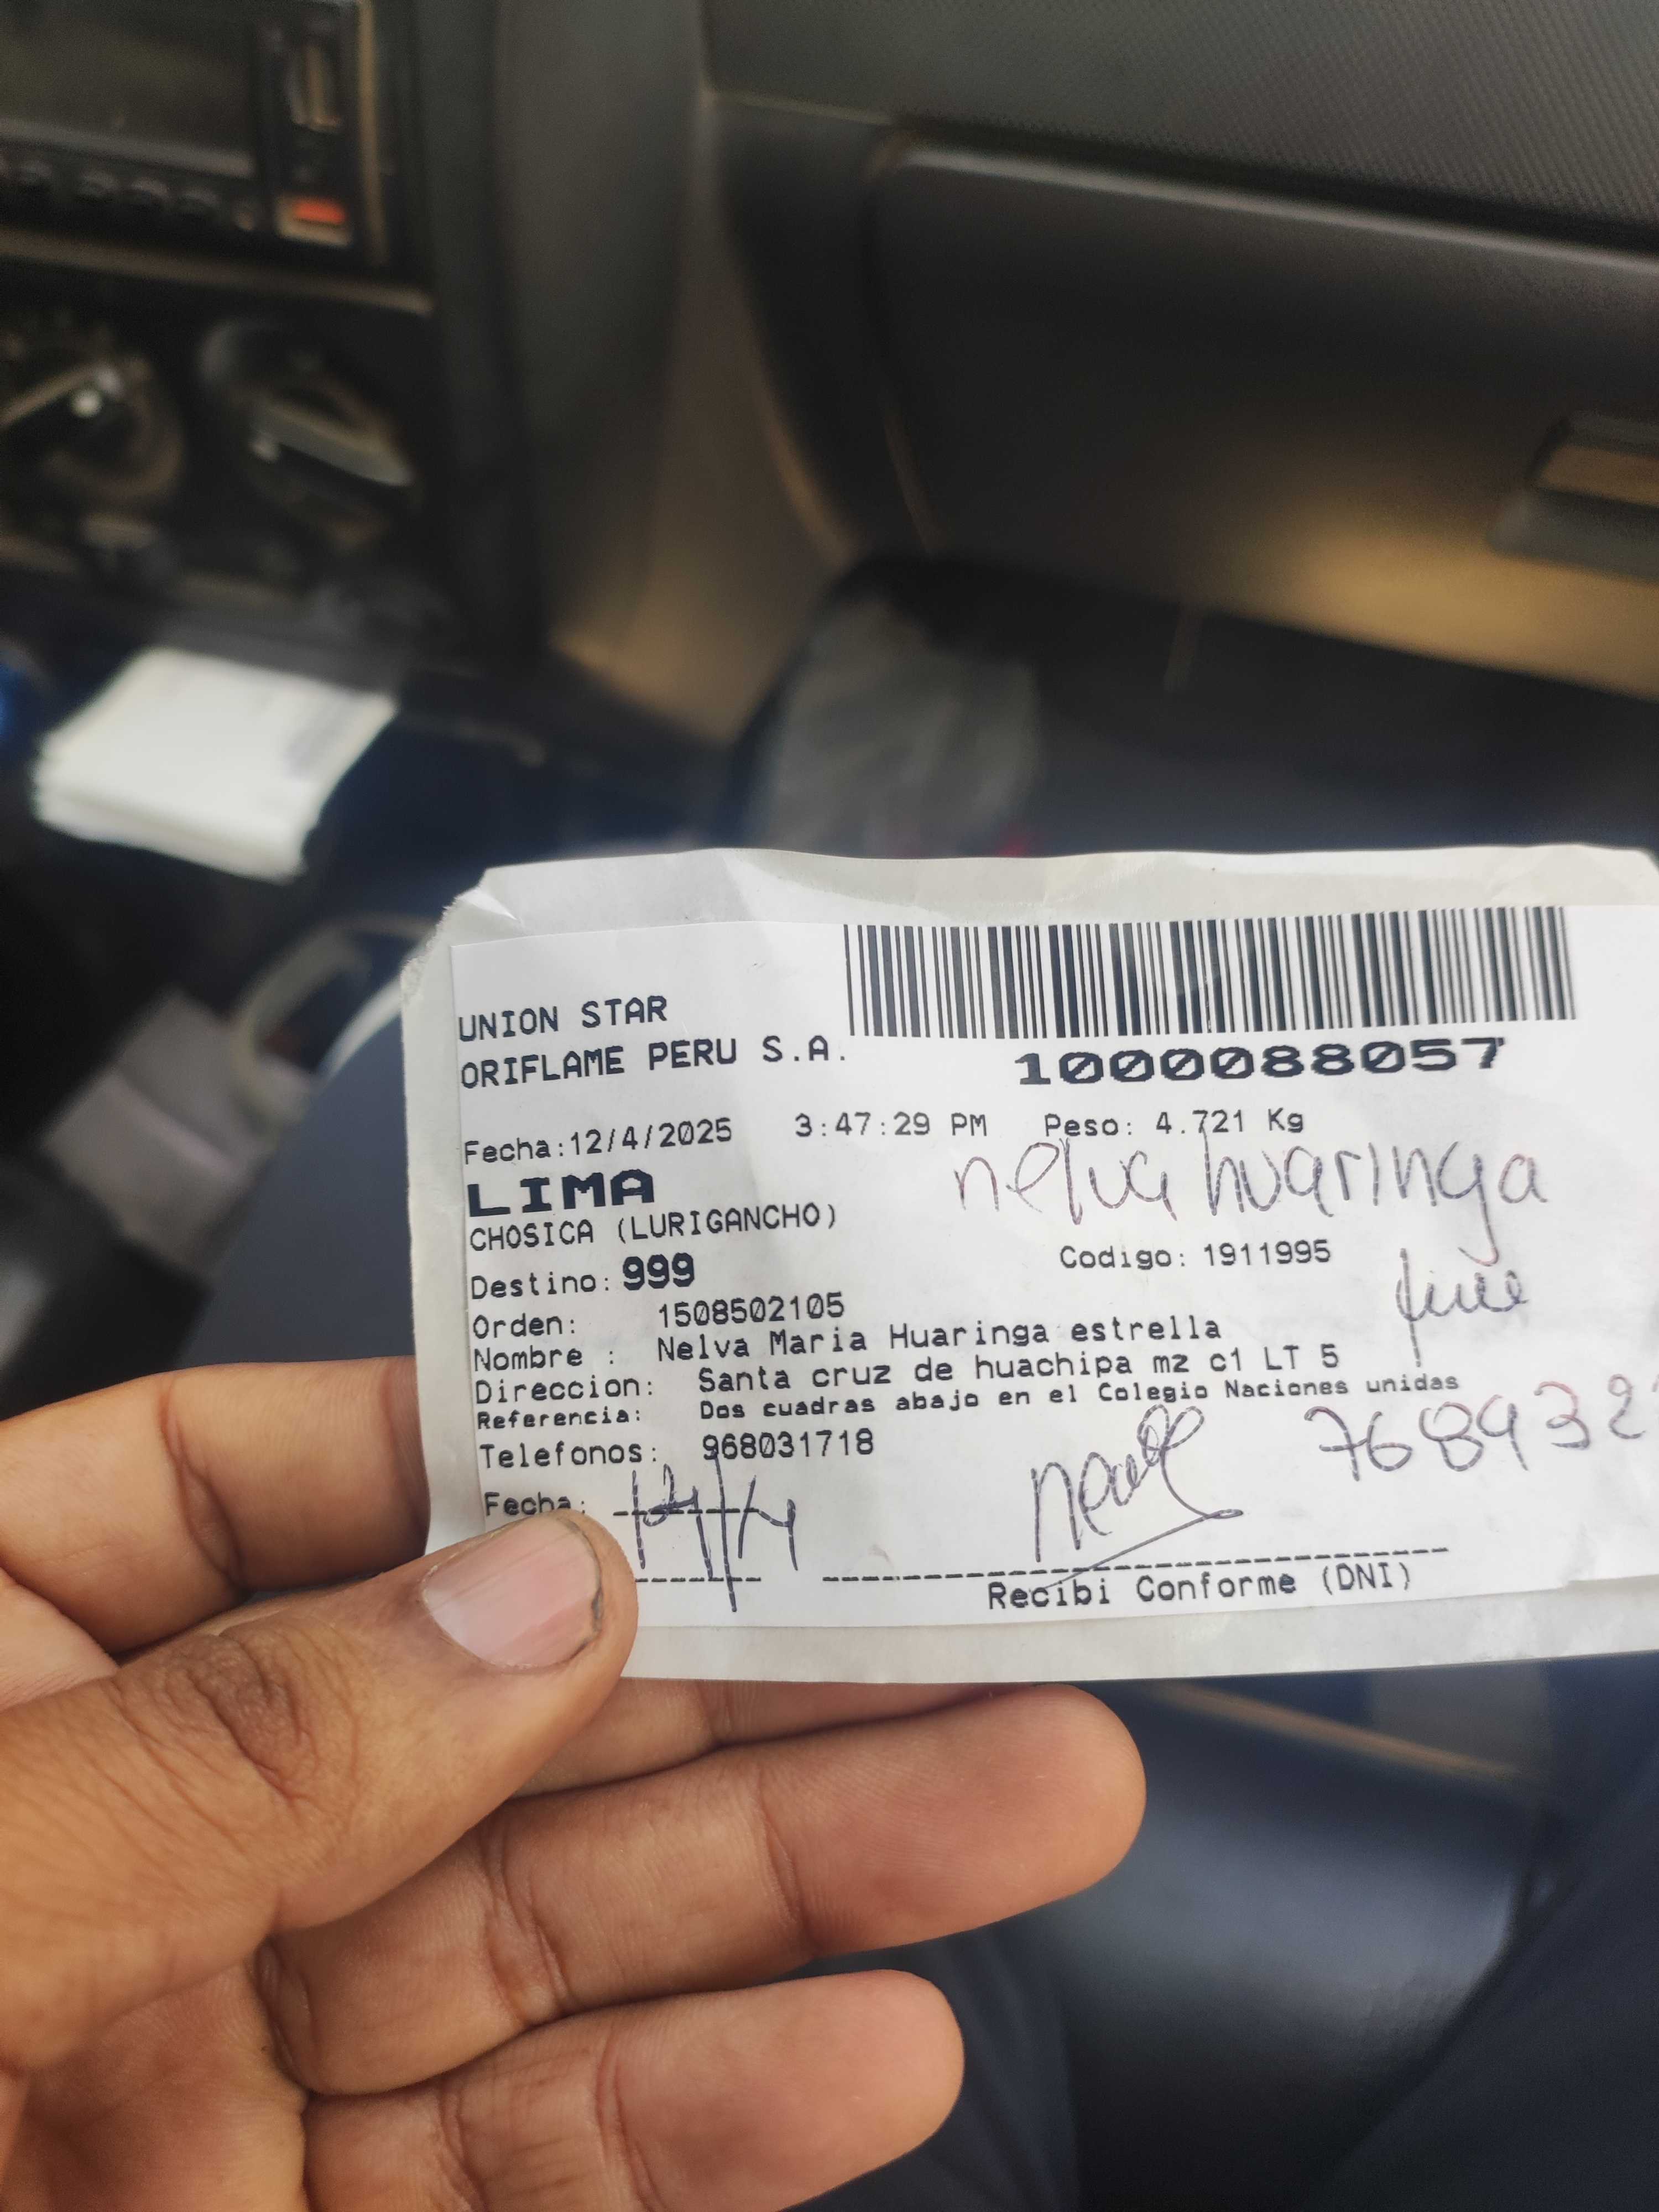 UNION STAR
ORIFLAME PERU S.A.
1000088057
Fecha:12/4/2025 3:47:29 PM Peso: 4.721 Kg
LIMA
nelva huaringa
CHOSICA (LURIGANCHO)
Codigo: 1911995
Destino: 999
Orden: 1508502105
Nombre : Nelva Maria Huaringa estrella
Direccion: Santa cruz de huachipa mz c1 LT 5
Referencia: Dos cuadras abajo en el Colegio Naciones unidas
Telefonos: 968031718
Fecha:
Recibi Conforme (DNI)